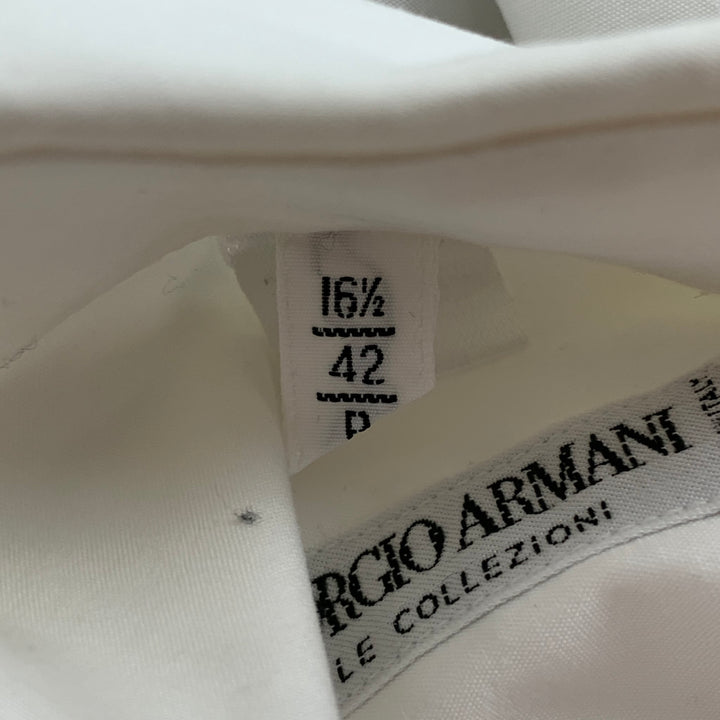 16½
42
P
RGIO ARMANI
LE COLLEZIONI